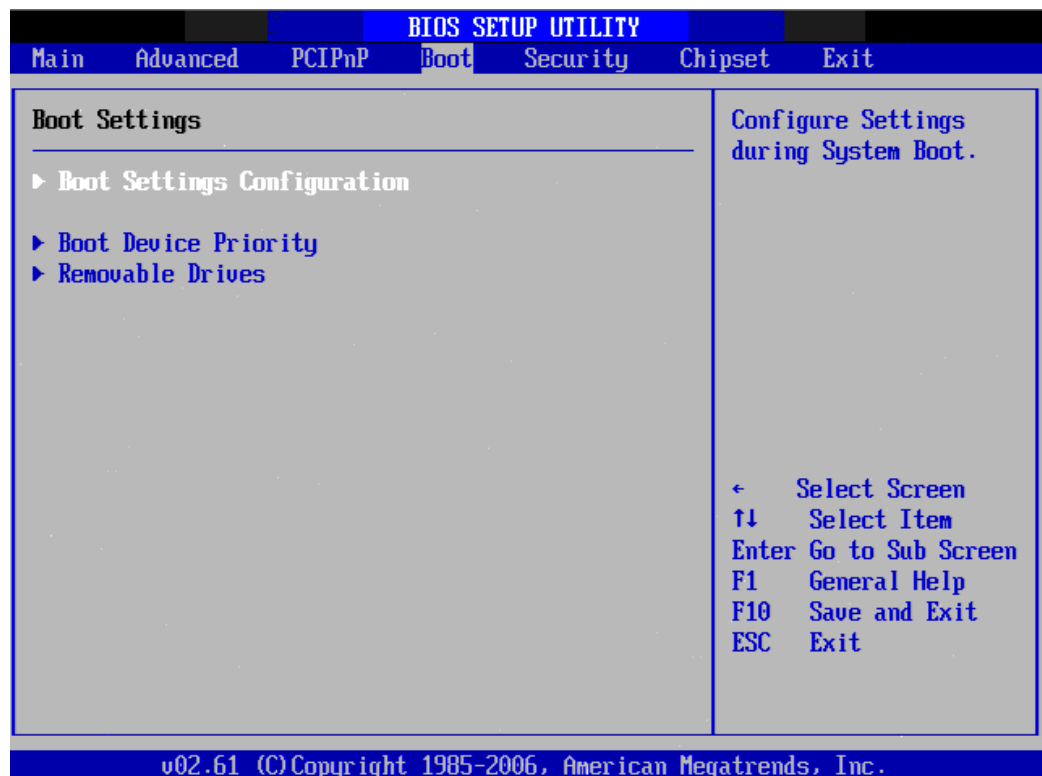 BIOS SETUP UTILITY
Main Advanced PCIPnP Boot Security Chipset Exit
Boot Settings
▶ Boot Settings Configuration
▶ Boot Device Priority
▶ Removable Drives
Configure Settings
during System Boot.
← Select Screen
↑↓ Select Item
Enter Go to Sub Screen
F1 General Help
F10 Save and Exit
ESC Exit
v02.61 (C)Copyright 1985-2006, American Megatrends, Inc.